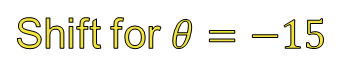 Shift for θ = −15